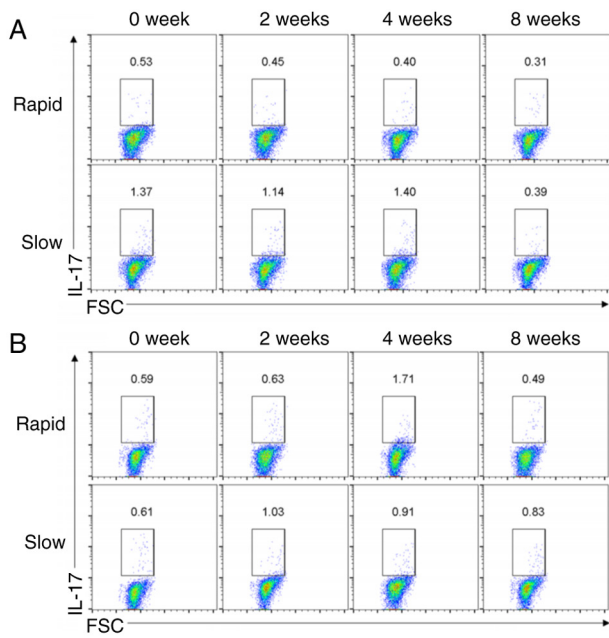 A
0 week 2 weeks 4 weeks 8 weeks
Rapid
0.53 0.45 0.40 0.31
Slow
1.37 1.14 1.40 0.39
IL-17
FSC
B
0 week 2 weeks 4 weeks 8 weeks
Rapid
0.59 0.63 1.71 0.49
Slow
0.61 1.03 0.91 0.83
IL-17
FSC